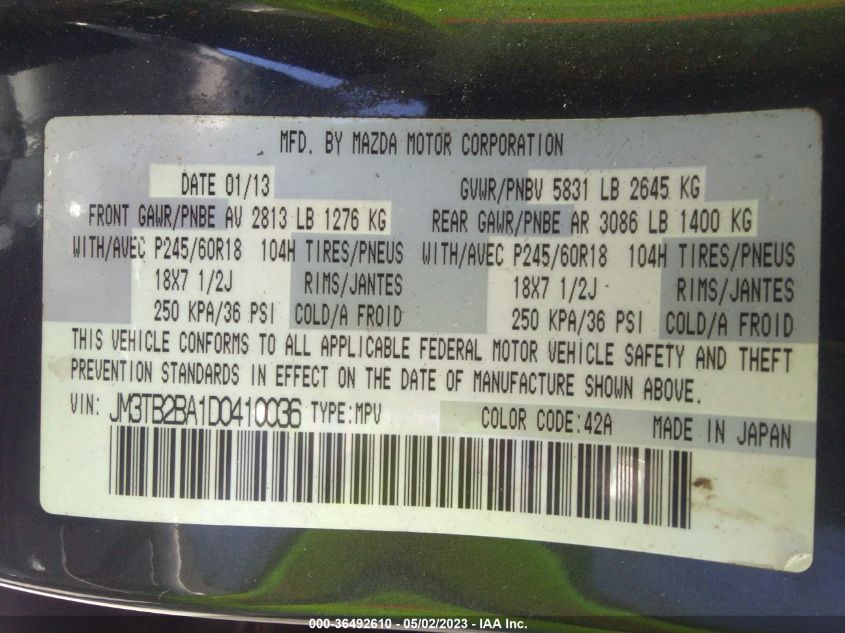 MFD. BY MAZDA MOTOR CORPORATION
DATE 01/13 GVWR/PNBV 5831 LB 2645 KG
FRONT GAWR/PNBE AV 2813 LB 1276 KG REAR GAWR/PNBE AR 3086 LB 1400 KG
WITH/AVEC P245/60R18 104H TIRES/PNEUS WITH/AVEC P245/60R18 104H TIRES/PNEUS
18X7 1/2J RIMS/JANTES 18X7 1/2J RIMS/JANTES
250 KPA/36 PSI COLD/A FROID 250 KPA/36 PSI COLD/A FROID
THIS VEHICLE CONFORMS TO ALL APPLICABLE FEDERAL MOTOR VEHICLE SAFETY AND THEFT
PREVENTION STANDARDS IN EFFECT ON THE DATE OF MANUFACTURE SHOWN ABOVE.
VIN: JM3TB2BA1D0410036 TYPE:MPV COLOR CODE:42A MADE IN JAPAN
000-36492610 - 05/02/2023 - IAA Inc.